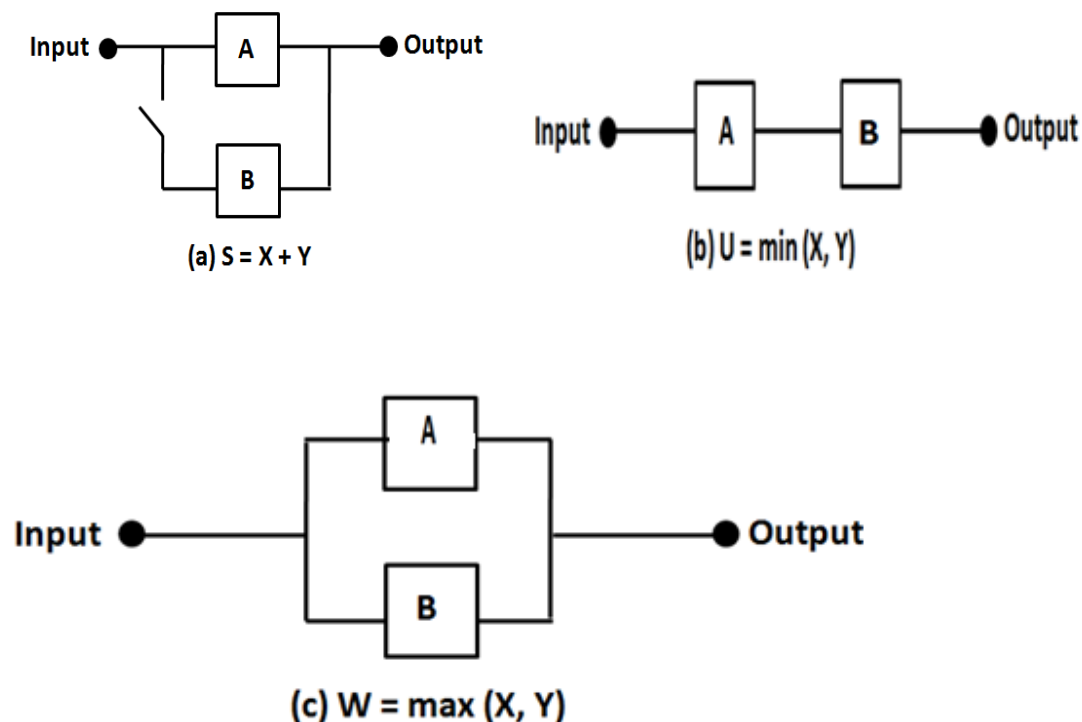 Input A Output
B
(a) S = X + Y
Input A B Output
(b) U = min (X, Y)
A
Input Output
B
(c) W = max (X, Y)